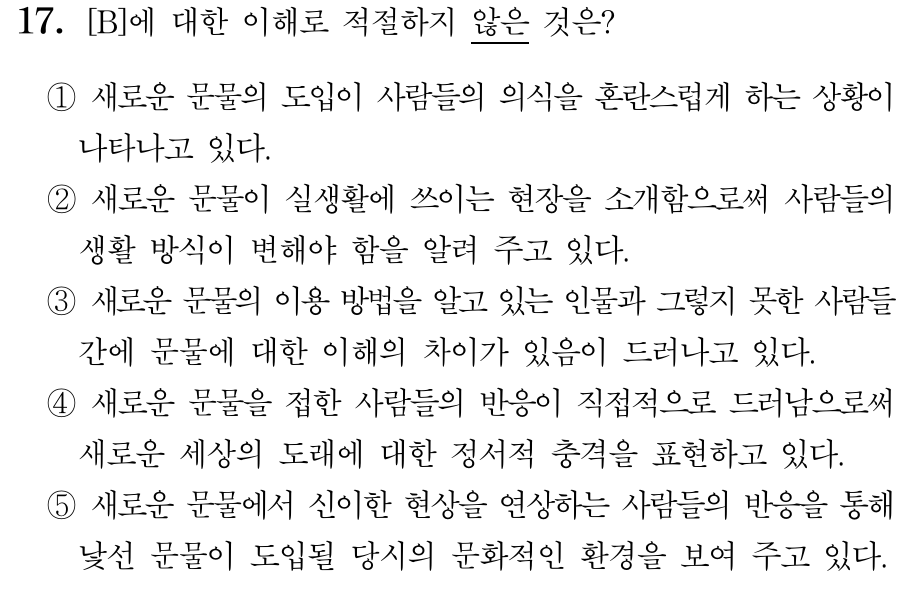 17. [B]에 대한 이해로 적절하지 않은 것은?
① 새로운 문물의 도입이 사람들의 의식을 혼란스럽게 하는 상황이
나타나고 있다.
② 새로운 문물이 실생활에 쓰이는 현장을 소개함으로써 사람들의
생활 방식이 변해야 함을 알려 주고 있다.
③ 새로운 문물의 이용 방법을 알고 있는 인물과 그렇지 못한 사람들
간에 문물에 대한 이해의 차이가 있음이 드러나고 있다.
④ 새로운 문물을 접한 사람들의 반응이 직접적으로 드러남으로써
새로운 세상의 도래에 대한 정서적 충격을 표현하고 있다.
⑤ 새로운 문물에서 신이한 현상을 연상하는 사람들의 반응을 통해
낯선 문물이 도입될 당시의 문화적인 환경을 보여 주고 있다.